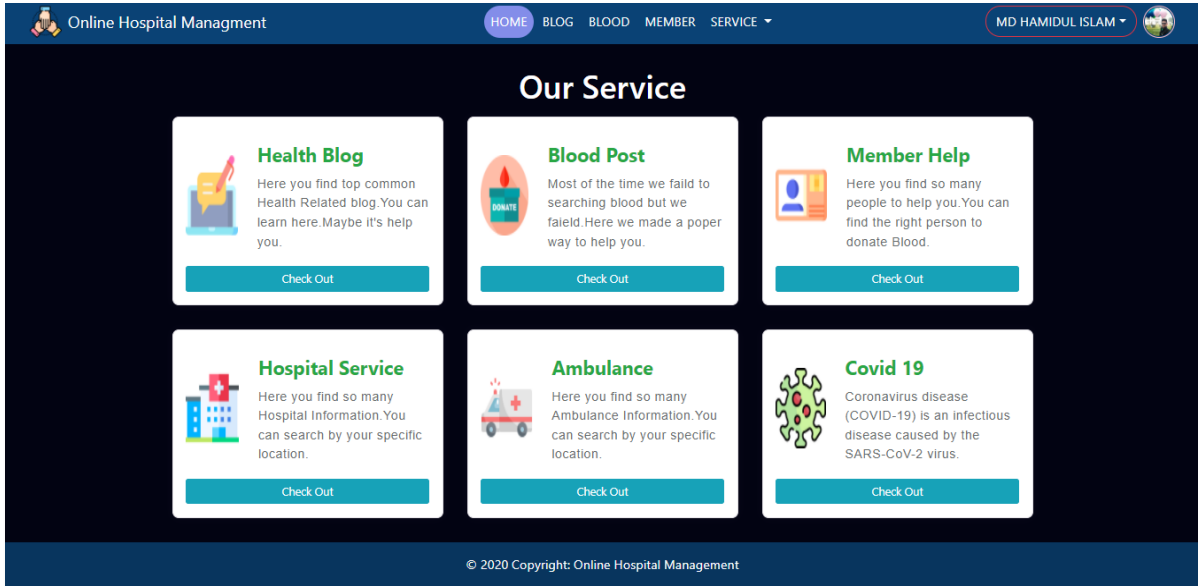 Online Hospital Managment
HOME BLOG BLOOD MEMBER SERVICE
MD HAMIDUL ISLAM
Our Service
Health Blog
Here you find top common
Health Related blog.You can
learn here.Maybe it's help
you.
Check Out
Blood Post
DONATE
Most of the time we faild to
searching blood but we
faield.Here we made a poper
way to help you.
Check Out
Member Help
Here you find so many
people to help you.You can
find the right person to
donate Blood.
Check Out
Hospital Service
Here you find so many
Hospital Information.You
can search by your specific
location.
Check Out
Ambulance
Here you find so many
Ambulance Information.You
can search by your specific
location.
Check Out
Covid 19
Coronavirus disease
(COVID-19) is an infectious
disease caused by the
SARS-CoV-2 virus.
Check Out
© 2020 Copyright: Online Hospital Management